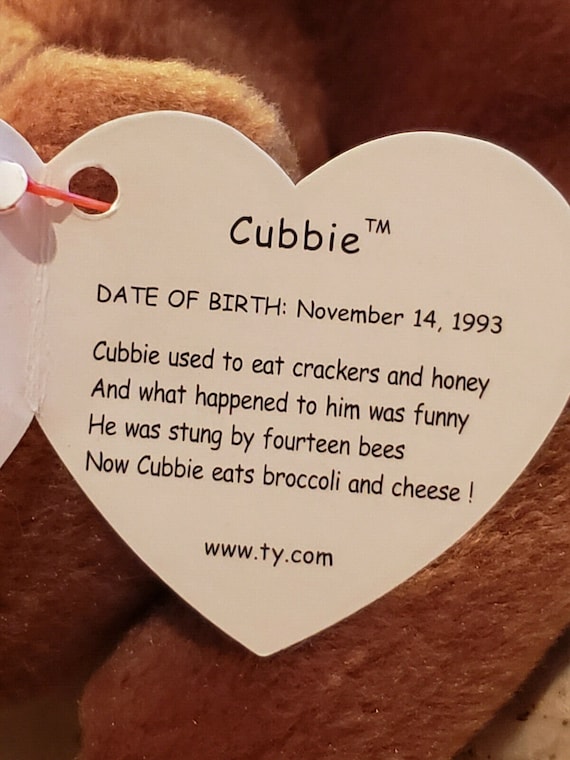 Cubbie™
DATE OF BIRTH: November 14, 1993
Cubbie used to eat crackers and honey
And what happened to him was funny
He was stung by fourteen bees
Now Cubbie eats broccoli and cheese !
www.ty.com